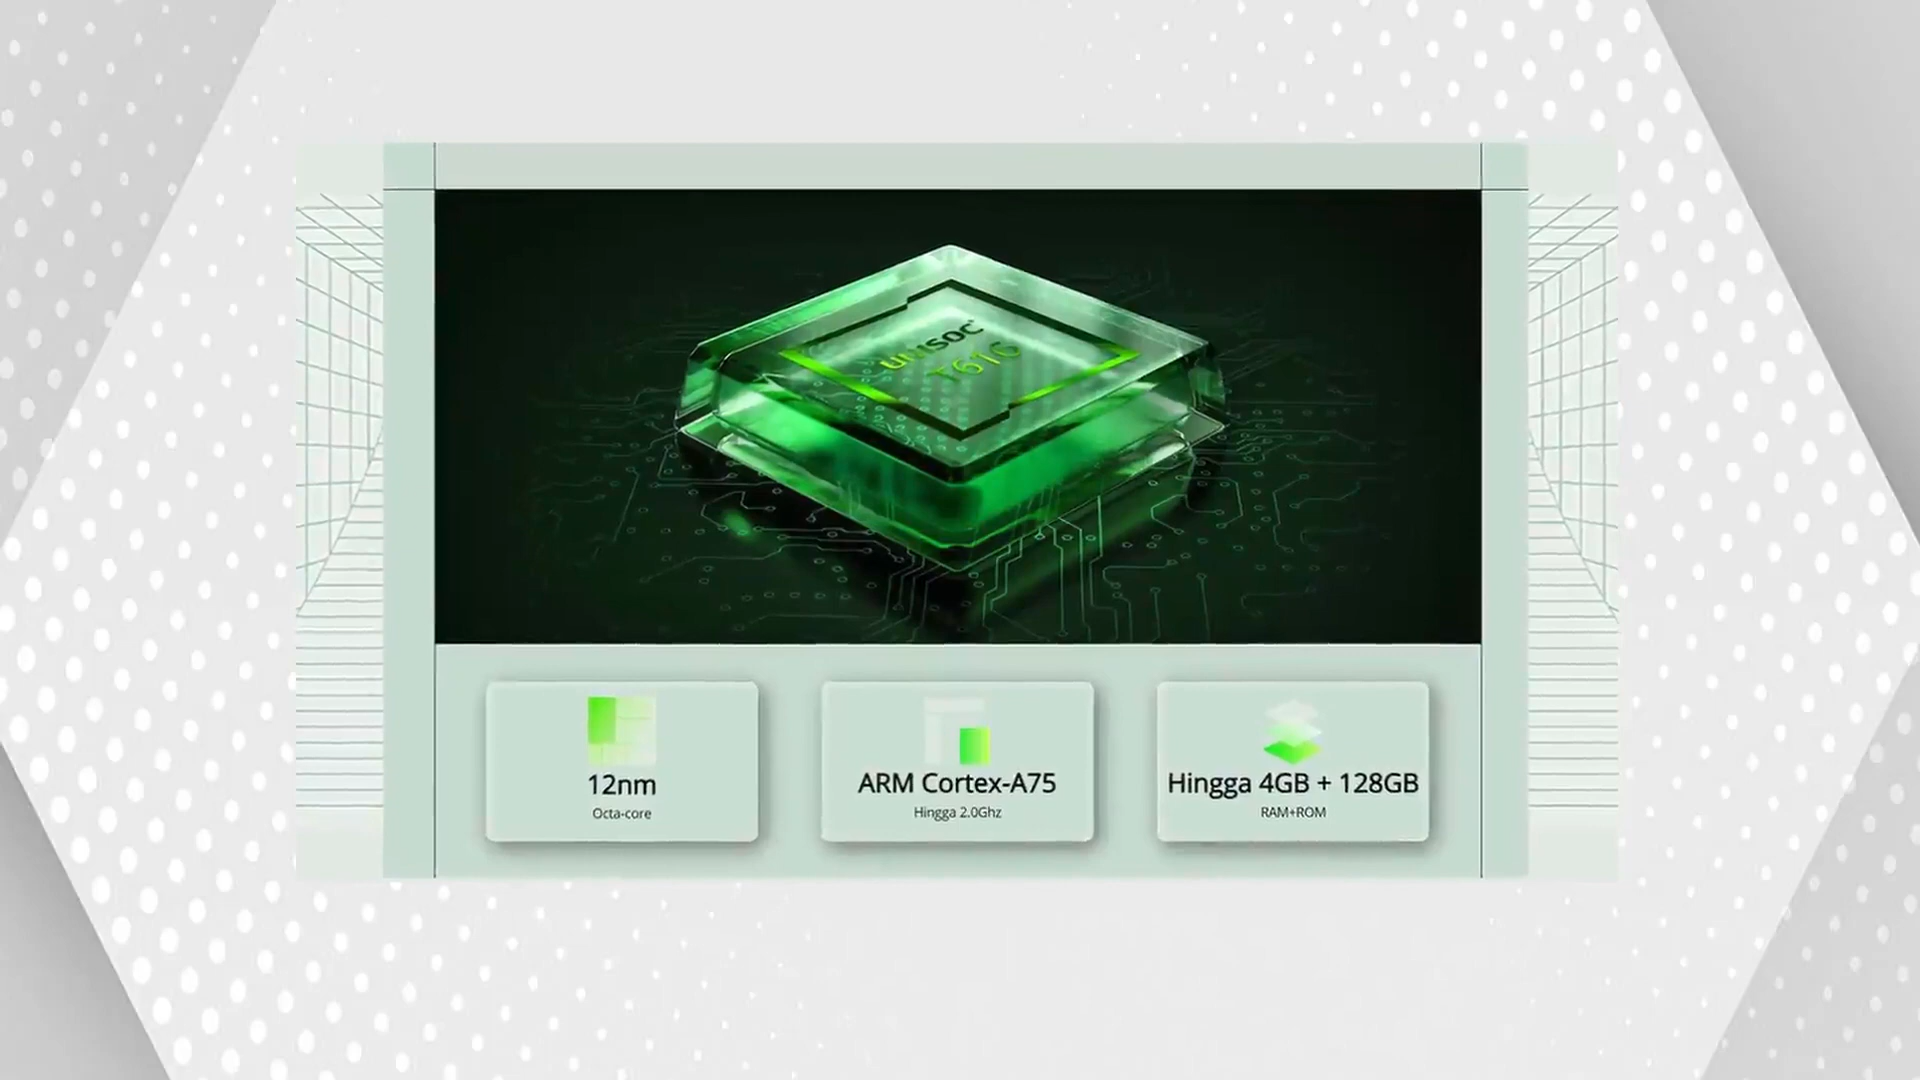 UNISOC
T616
12nm
Octa-core
ARM Cortex-A75
Hingga 2.0Ghz
Hingga 4GB + 128GB
RAM+ROM